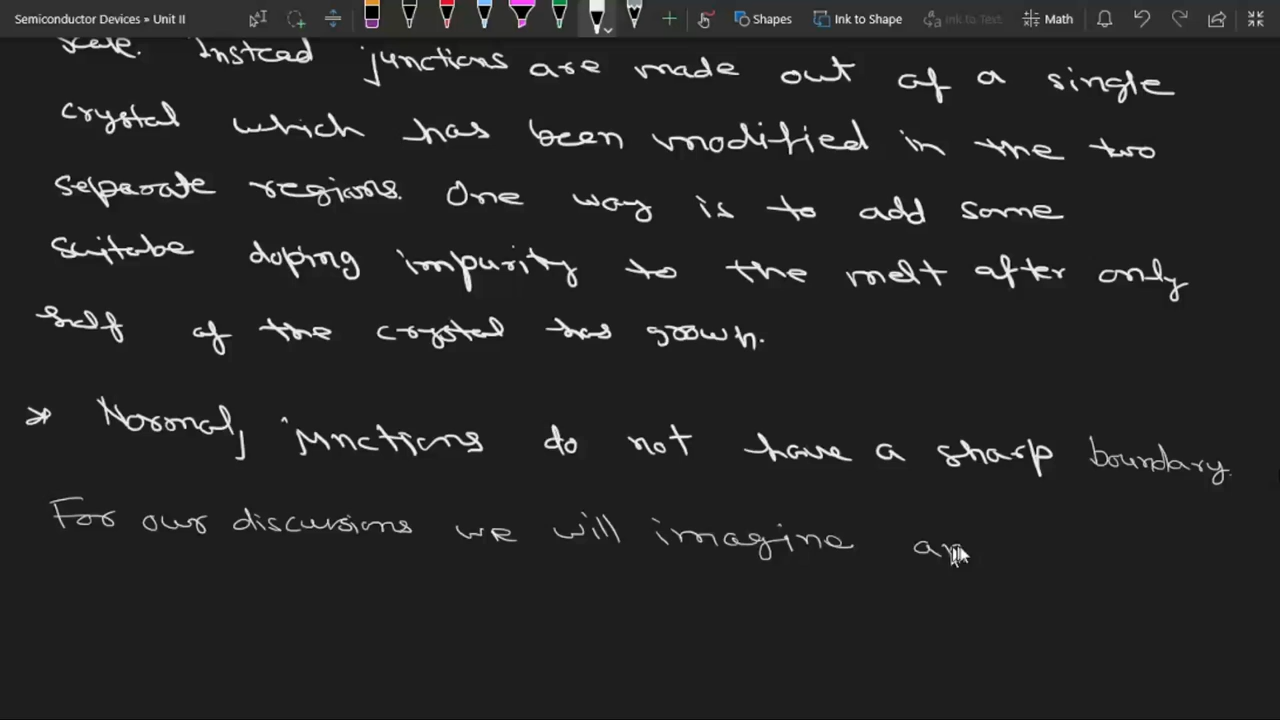 Semiconductor Devices » Unit II
Shapes
Ink to Shape
Ink to Text
Math
Instead junctions are made out of a single
crystal which has been modified in the two
separate regions. One way is to add some
suitabe doping impurity to the melt after only
half of the crystal has grown.
* Normal, junctions do not have a sharp boundary.
For our discussions we will imagine an